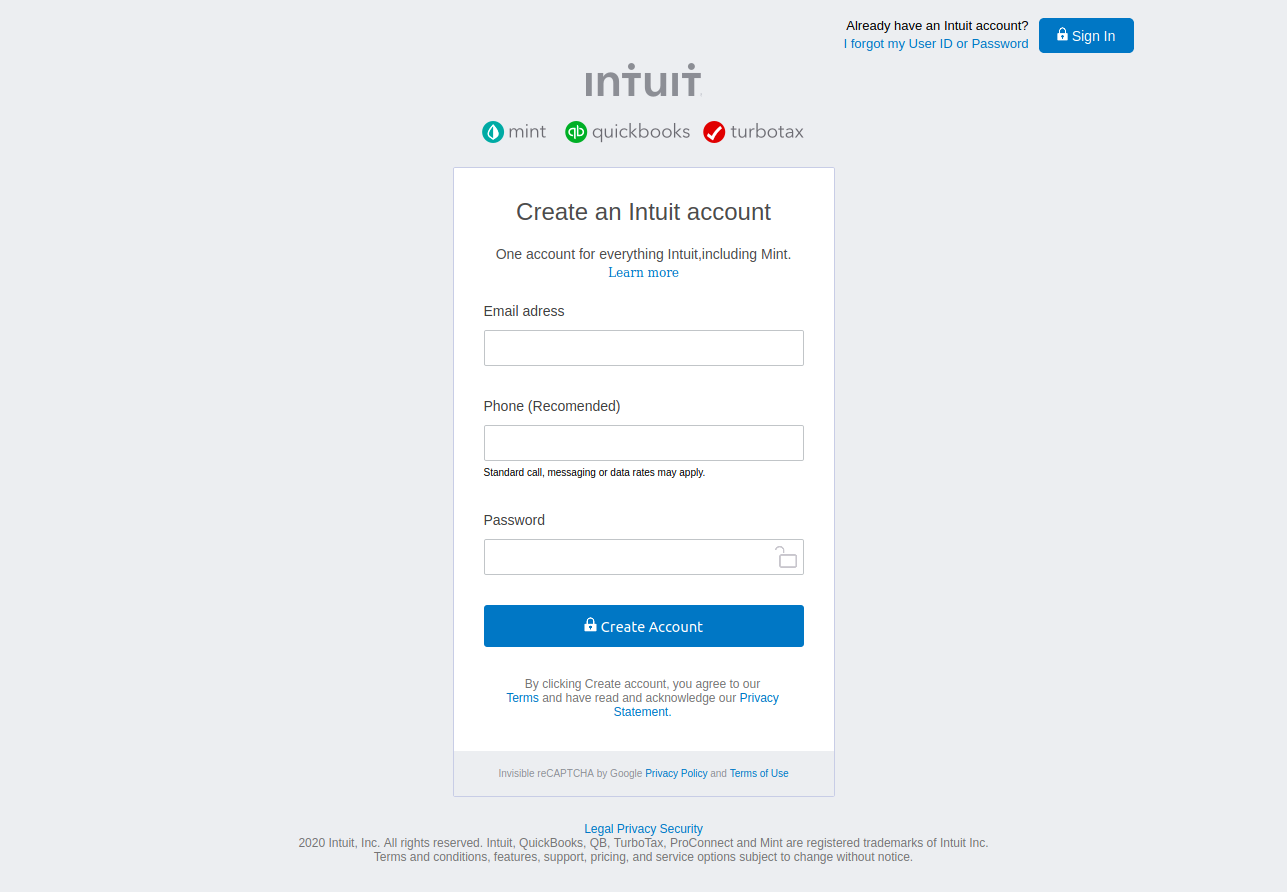 Already have an Intuit account?
I forgot my User ID or Password
Sign In
intuit
mint
qb quickbooks
turbotax
Create an Intuit account
One account for everything Intuit,including Mint.
Learn more
Email adress
Phone (Recomended)
Standard call, messaging or data rates may apply.
Password
Create Account
By clicking Create account, you agree to our
Terms and have read and acknowledge our Privacy
Statement.
Invisible reCAPTCHA by Google Privacy Policy and Terms of Use
Legal Privacy Security
2020 Intuit, Inc. All rights reserved. Intuit, QuickBooks, QB, TurboTax, ProConnect and Mint are registered trademarks of Intuit Inc.
Terms and conditions, features, support, pricing, and service options subject to change without notice.